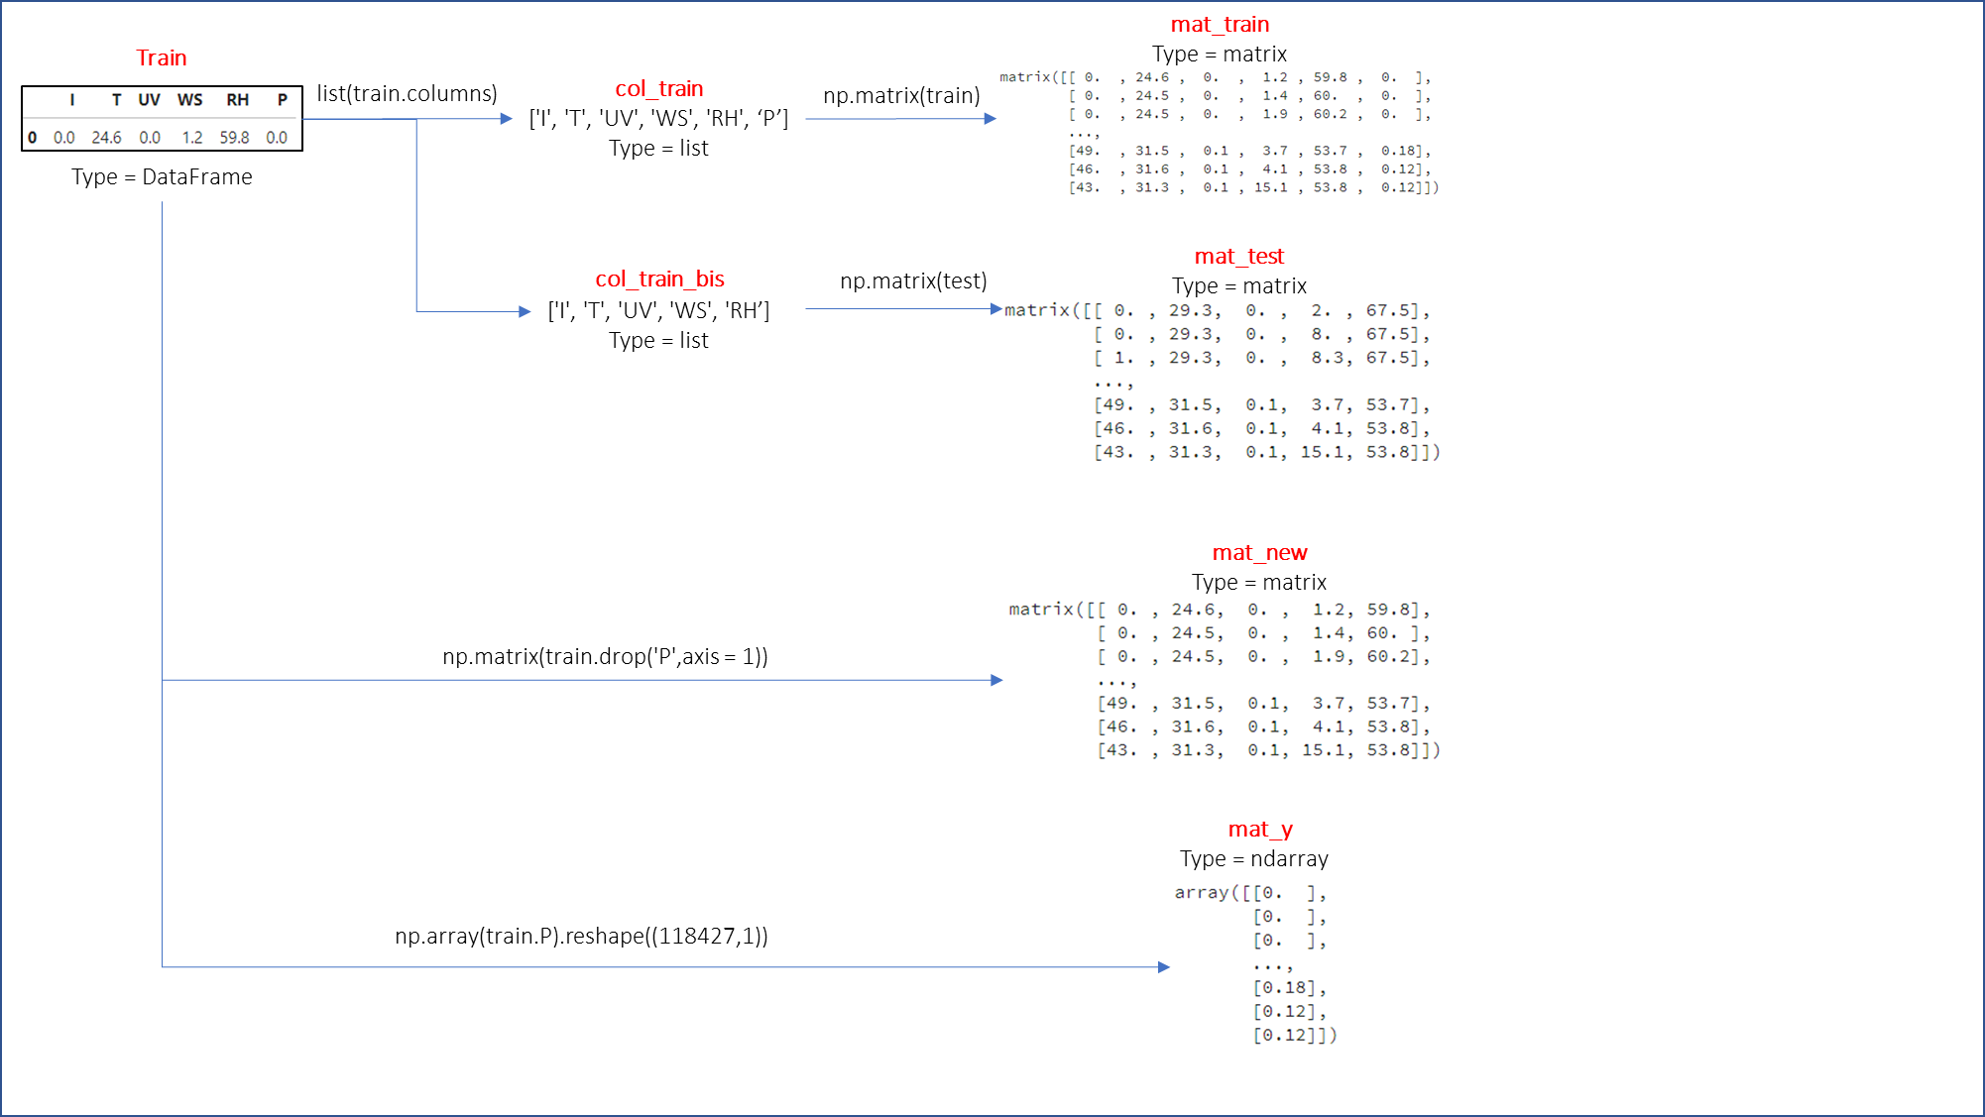 Train
I T UV WS RH P
0 0.0 24.6 0.0 1.2 59.8 0.0
Type = DataFrame
list(train.columns)
col_train
['I', 'T', 'UV', 'WS', 'RH', ‘P’]
Type = list
np.matrix(train)
mat_train
Type = matrix
matrix([[ 0. , 24.6 , 0. , 1.2 , 59.8 , 0. ],
[ 0. , 24.5 , 0. , 1.4 , 60. , 0. ],
[ 0. , 24.5 , 0. , 1.9 , 60.2 , 0. ],
...,
[49. , 31.5 , 0.1 , 3.7 , 53.7 , 0.18],
[46. , 31.6 , 0.1 , 4.1 , 53.8 , 0.12],
[43. , 31.3 , 0.1 , 15.1 , 53.8 , 0.12]])
col_train_bis
['I', 'T', 'UV', 'WS', 'RH’]
Type = list
np.matrix(test)
mat_test
Type = matrix
matrix([[ 0. , 29.3, 0. , 2. , 67.5],
[ 0. , 29.3, 0. , 8. , 67.5],
[ 1. , 29.3, 0. , 8.3, 67.5],
...,
[49. , 31.5, 0.1, 3.7, 53.7],
[46. , 31.6, 0.1, 4.1, 53.8],
[43. , 31.3, 0.1, 15.1, 53.8]])
np.matrix(train.drop('P',axis = 1))
mat_new
Type = matrix
matrix([[ 0. , 24.6, 0. , 1.2, 59.8],
[ 0. , 24.5, 0. , 1.4, 60. ],
[ 0. , 24.5, 0. , 1.9, 60.2],
...,
[49. , 31.5, 0.1, 3.7, 53.7],
[46. , 31.6, 0.1, 4.1, 53.8],
[43. , 31.3, 0.1, 15.1, 53.8]])
np.array(train.P).reshape((118427,1))
mat_y
Type = ndarray
array([[0. ],
[0. ],
[0. ],
...,
[0.18],
[0.12],
[0.12]])